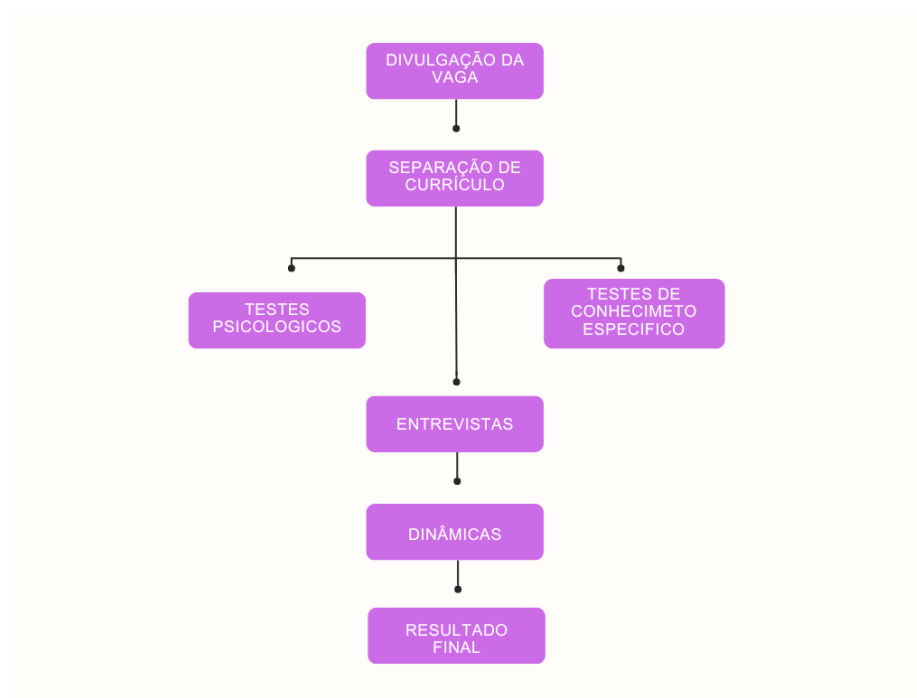 DIVULGAÇÃO DA
VAGA
SEPARAÇÃO DE
CURRÍCULO
TESTES
PSICOLOGICOS
TESTES DE
CONHECIMETO
ESPECIFICO
ENTREVISTAS
DINÂMICAS
RESULTADO
FINAL